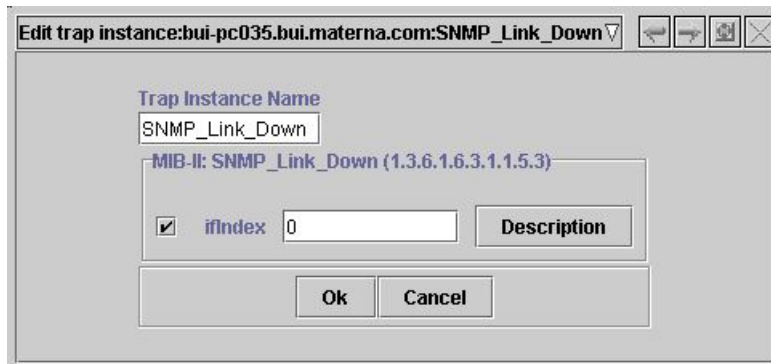 Edit trap instance:bui-pc035.bui.materna.com:SNMP_Link_Down
Trap Instance Name
SNMP_Link_Down
MIB-II: SNMP_Link_Down (1.3.6.1.6.3.1.1.5.3)
ifIndex 0 Description
Ok Cancel